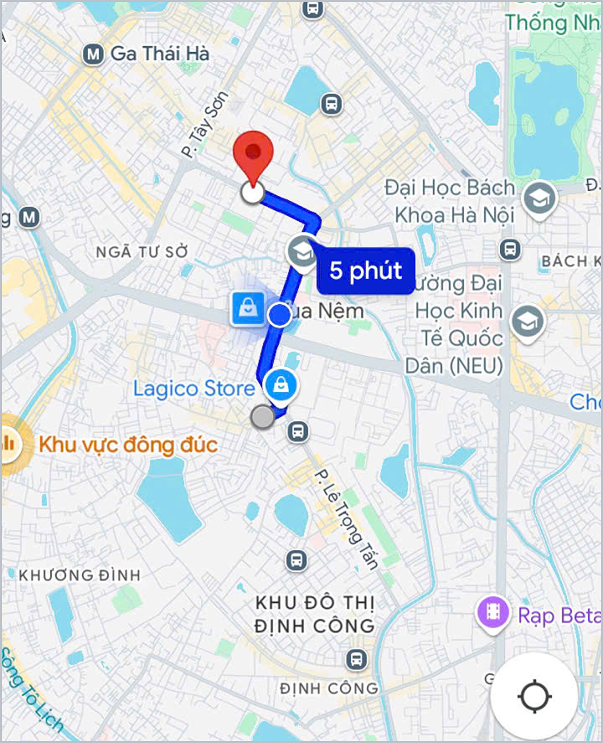 Thống Nh
Ga Thái Hà
P. Tây Sơn
Đại Học Bách
Khoa Hà Nội
Đ.
g
NGÃ TƯ SỞ
BÁCH K
5 phút
ường Đại
Học Kinh
Tế Quốc
Dân (NEU)
ua Nệm
Lagico Store
Chợ
Khu vực đông đúc
P. Lê Trọng Tấn
KHƯƠNG ĐÌNH
KHU ĐÔ THỊ
ĐỊNH CÔNG
Rạp Beta
Sông Tô Lịch
ĐỊNH CÔNG
G